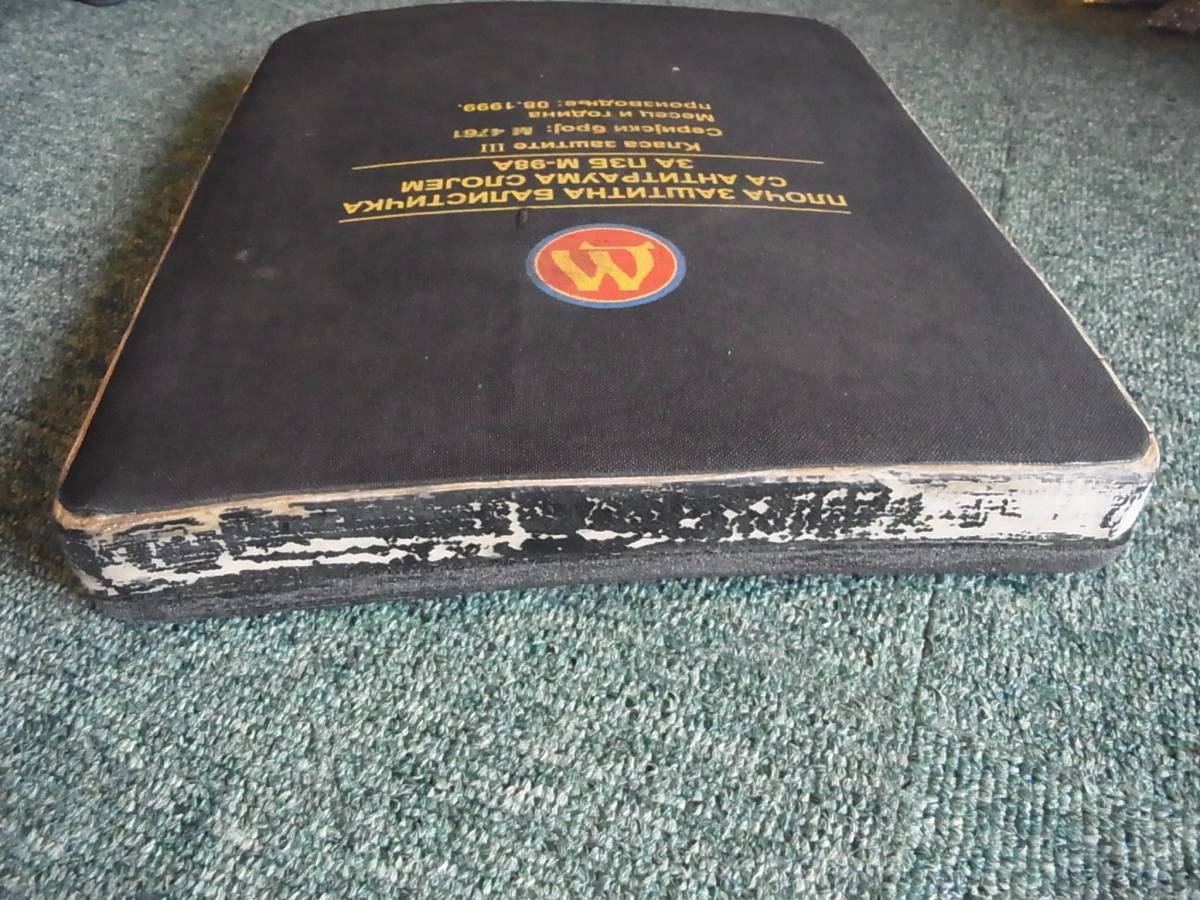 M
ПЛОЧА ЗАШТИТНА БАЛИСТИЧКА
СА АНТИТРАУМА СЛОЈЕМ
ЗА ПЗБ М-98А
Класа заштите III
Серијски број: М 4761
Месец и година
производње: 08.1999.